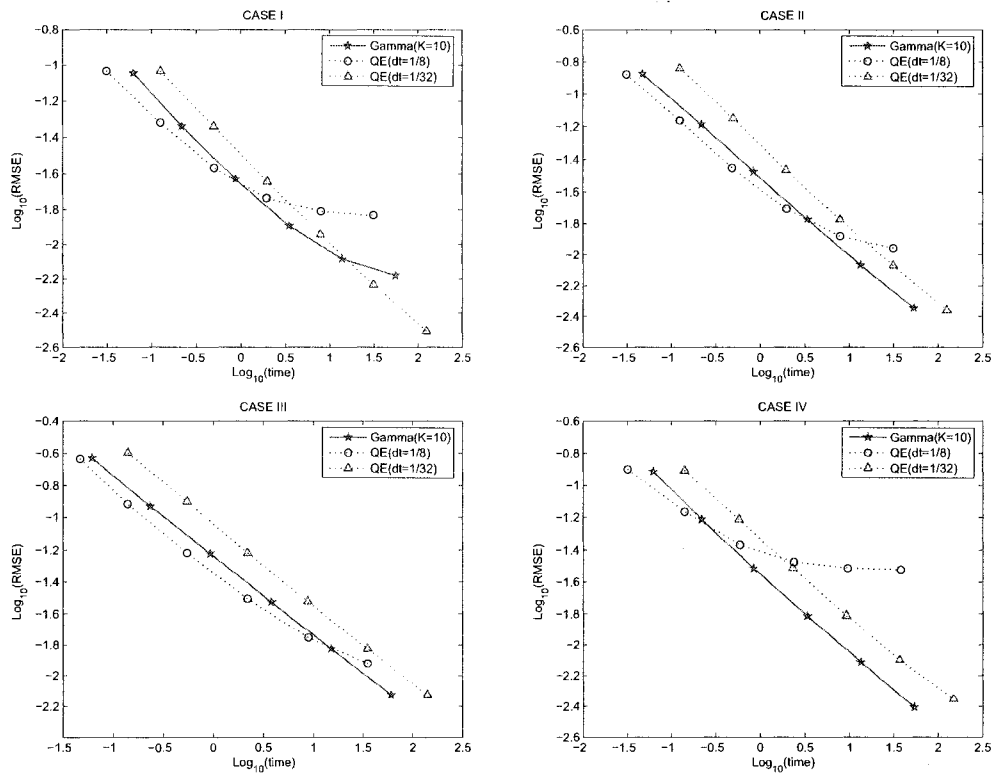 CASE I
Gamma(K=10)
QE(dt=1/8)
QE(dt=1/32)
Log10(RMSE)
-0.8
-1
-1.2
-1.4
-1.6
-1.8
-2
-2.2
-2.4
-2.6
-2 -1.5 -1 -0.5 0 0.5 1 1.5 2 2.5
Log10(time)
CASE II
Gamma(K=10)
QE(dt=1/8)
QE(dt=1/32)
Log10(RMSE)
-0.6
-0.8
-1
-1.2
-1.4
-1.6
-1.8
-2
-2.2
-2.4
-2.6
-2 -1.5 -1 -0.5 0 0.5 1 1.5 2 2.5
Log10(time)
CASE III
Gamma(K=10)
QE(dt=1/8)
QE(dt=1/32)
Log10(RMSE)
-0.4
-0.6
-0.8
-1
-1.2
-1.4
-1.6
-1.8
-2
-2.2
-2.4
-1.5 -1 -0.5 0 0.5 1 1.5 2 2.5
Log10(time)
CASE IV
Gamma(K=10)
QE(dt=1/8)
QE(dt=1/32)
Log10(RMSE)
-0.6
-0.8
-1
-1.2
-1.4
-1.6
-1.8
-2
-2.2
-2.4
-2.6
-2 -1.5 -1 -0.5 0 0.5 1 1.5 2 2.5
Log10(time)